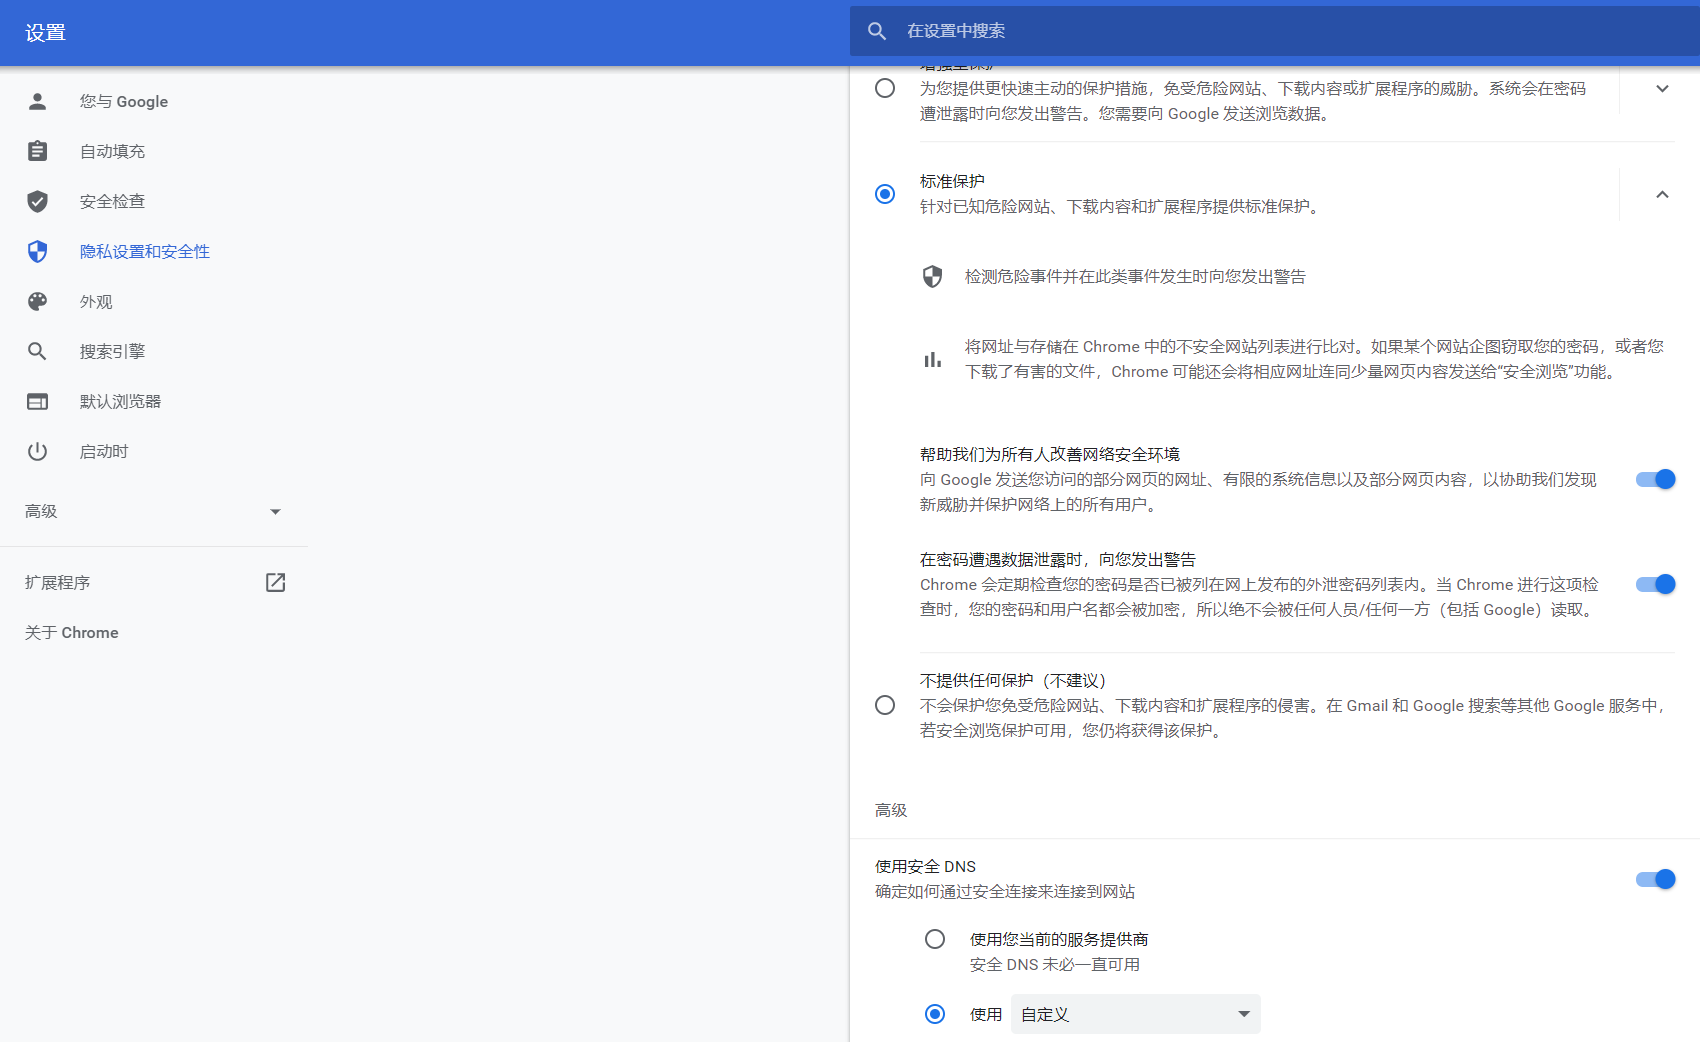 设置
在设置中搜索
您与 Google
自动填充
安全检查
隐私设置和安全性
外观
搜索引擎
默认浏览器
启动时
高级
扩展程序
关于 Chrome
为您提供更快速主动的保护措施，免受危险网站、下载内容或扩展程序的威胁。系统会在密码
遭泄露时向您发出警告。您需要向 Google 发送浏览数据。
标准保护
针对已知危险网站、下载内容和扩展程序提供标准保护。
检测危险事件并在此类事件发生时向您发出警告
将网址与存储在 Chrome 中的不安全网站列表进行比对。如果某个网站企图窃取您的密码，或者您
下载了有害的文件，Chrome 可能还会将相应网址连同少量网页内容发送给“安全浏览”功能。
帮助我们为所有人改善网络安全环境
向 Google 发送您访问的部分网页的网址、有限的系统信息以及部分网页内容，以协助我们发现
新威胁并保护网络上的所有用户。
在密码遭遇数据泄露时，向您发出警告
Chrome 会定期检查您的密码是否已被列在网上发布的外泄密码列表内。当 Chrome 进行这项检
查时，您的密码和用户名都会被加密，所以绝不会被任何人员/任何一方（包括 Google）读取。
不提供任何保护（不建议）
不会保护您免受危险网站、下载内容和扩展程序的侵害。在 Gmail 和 Google 搜索等其他 Google 服务中，
若安全浏览保护可用，您仍将获得该保护。
高级
使用安全 DNS
确定如何通过安全连接来连接到网站
使用您当前的服务提供商
安全 DNS 未必一直可用
使用 自定义